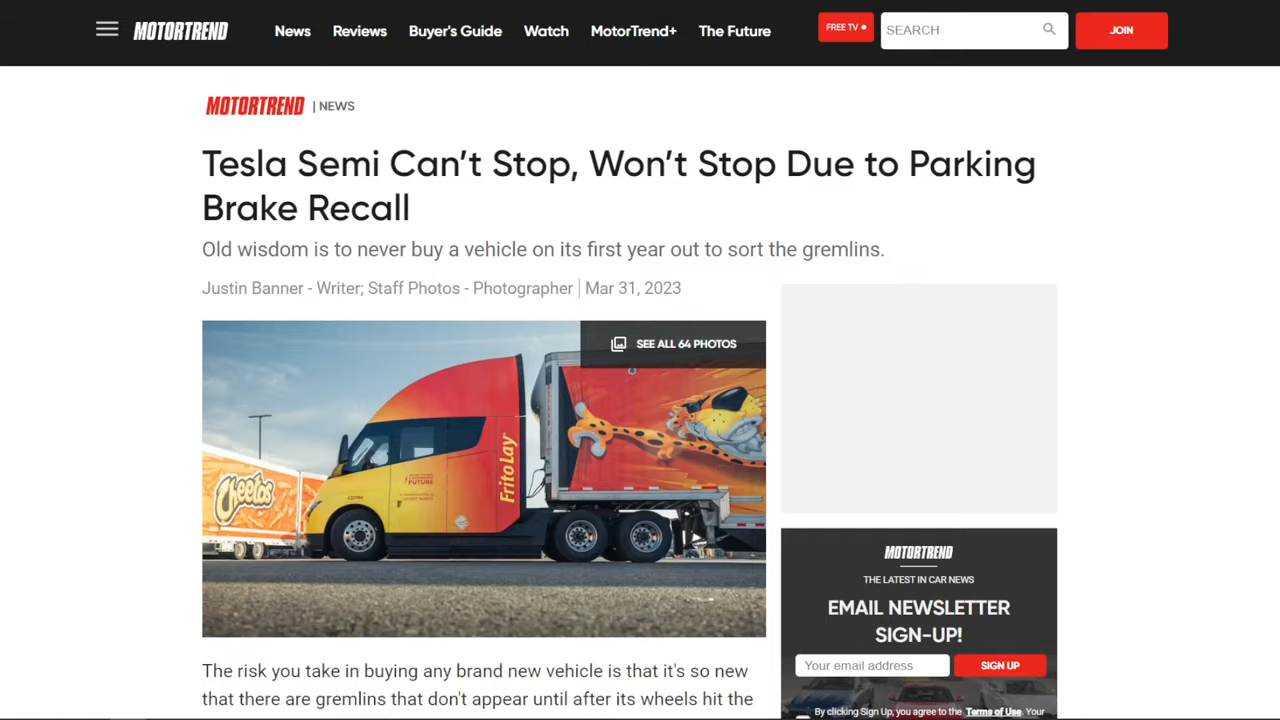 MOTORTREND
News
Reviews
Buyer's Guide
Watch
MotorTrend+
The Future
FREE TV
SEARCH
JOIN
MOTORTREND | NEWS
Tesla Semi Can’t Stop, Won’t Stop Due to Parking
Brake Recall
Old wisdom is to never buy a vehicle on its first year out to sort the gremlins.
Justin Banner - Writer; Staff Photos - Photographer | Mar 31, 2023
SEE ALL 64 PHOTOS
Cheetos
FritoLay
FUTURE
The risk you take in buying any brand new vehicle is that it's so new
that there are gremlins that don't appear until after its wheels hit the
MOTORTREND
THE LATEST IN CAR NEWS
EMAIL NEWSLETTER
SIGN-UP!
Your email address
SIGN UP
By clicking Sign Up, you agree to the Terms of Use. Your